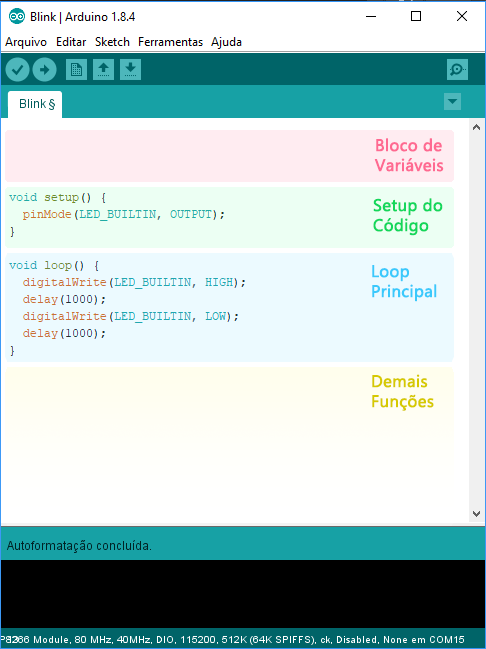 Blink | Arduino 1.8.4
Arquivo Editar Sketch Ferramentas Ajuda
Blink §
Bloco de
Variáveis
void setup() {
  pinMode(LED_BUILTIN, OUTPUT);
}
Setup do
Código
void loop() {
  digitalWrite(LED_BUILTIN, HIGH);
  delay(1000);
  digitalWrite(LED_BUILTIN, LOW);
  delay(1000);
}
Loop
Principal
Demais
Funções
Autoformatação concluída.
Module, 80 MHz, 40MHz, DIO, 115200, 512K (64K SPIFFS), ck, Disabled, None em COM15